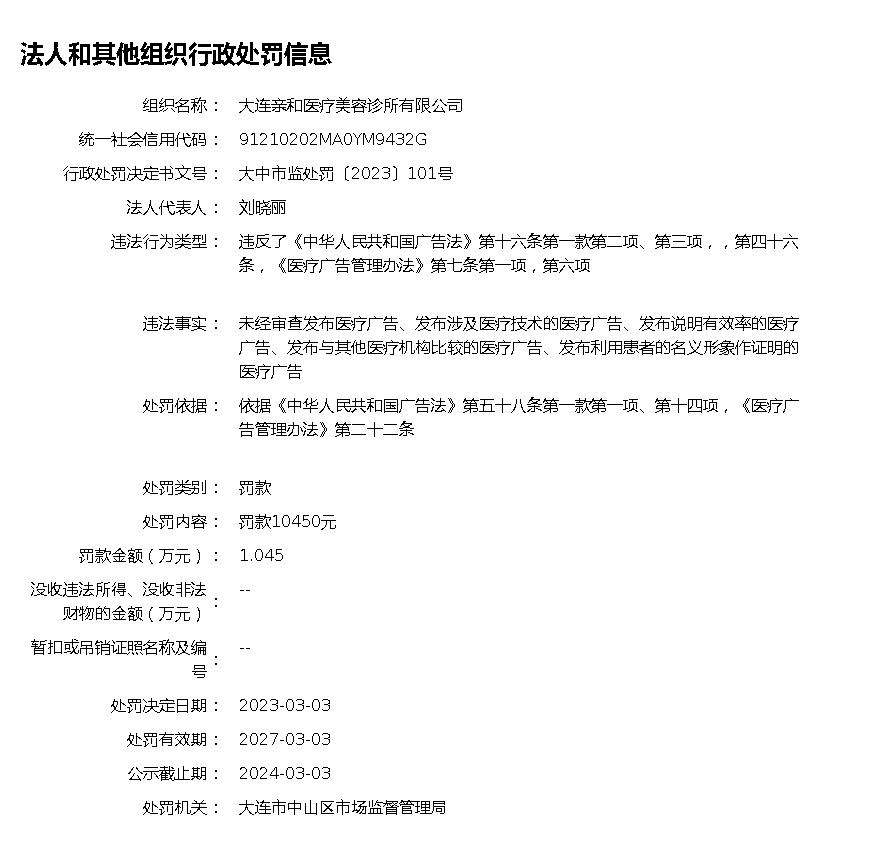 法人和其他组织行政处罚信息
组织名称： 大连亲和医疗美容诊所有限公司
统一社会信用代码： 91210202MA0YM9432G
行政处罚决定书文号： 大中市监处罚〔2023〕101号
法人代表人： 刘晓丽
违法行为类型： 违反了《中华人民共和国广告法》第十六条第一款第二项、第三项，，第四十六
条，《医疗广告管理办法》第七条第一项，第六项
违法事实： 未经审查发布医疗广告、发布涉及医疗技术的医疗广告、发布说明有效率的医疗
广告、发布与其他医疗机构比较的医疗广告、发布利用患者的名义形象作证明的
医疗广告
处罚依据： 依据《中华人民共和国广告法》第五十八条第一款第一项、第十四项，《医疗广
告管理办法》第二十二条
处罚类别： 罚款
处罚内容： 罚款10450元
罚款金额（万元）： 1.045
没收违法所得、没收非法
财物的金额（万元）： --
暂扣或吊销证照名称及编
号： --
处罚决定日期： 2023-03-03
处罚有效期： 2027-03-03
公示截止期： 2024-03-03
处罚机关： 大连市中山区市场监督管理局